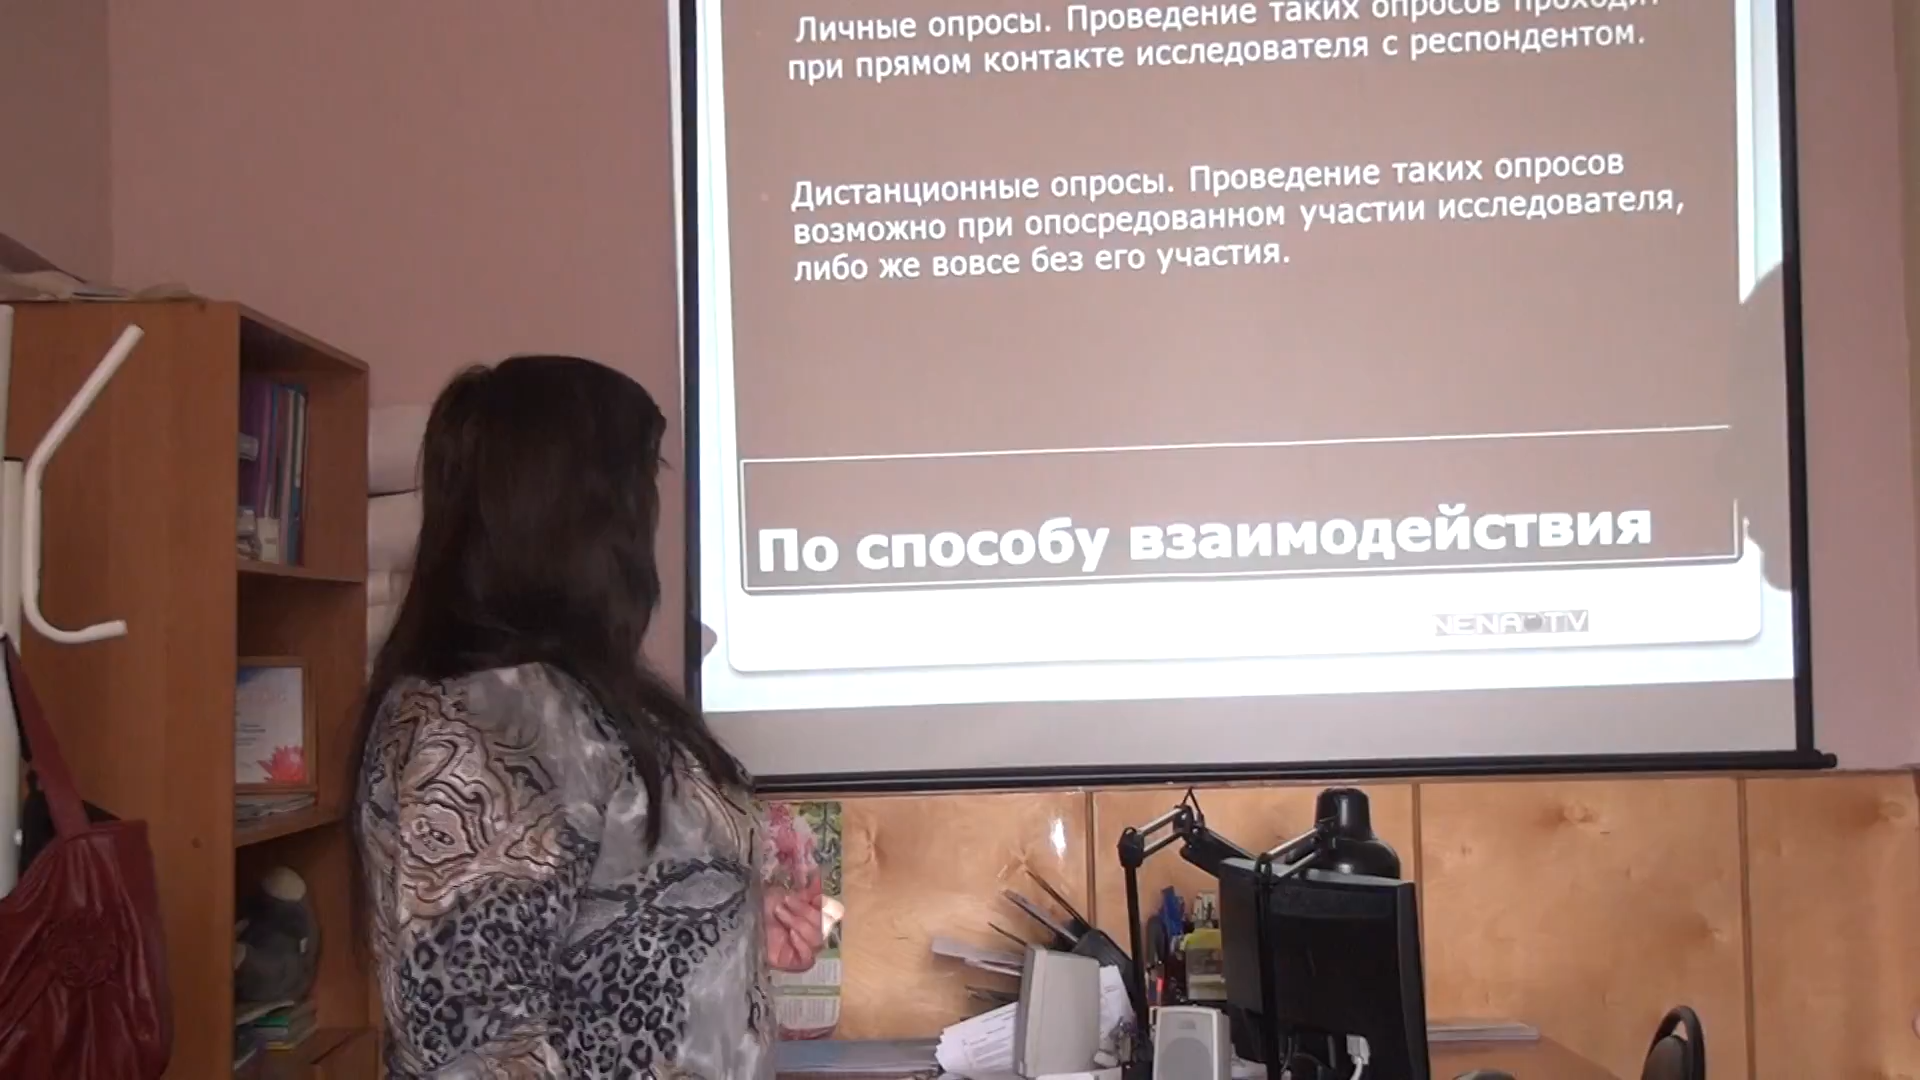 Личные опросы. Проведение таких опросов проходит
при прямом контакте исследователя с респондентом.
Дистанционные опросы. Проведение таких опросов
возможно при опосредованном участии исследователя,
либо же вовсе без его участия.
По способу взаимодействия
NENA TV